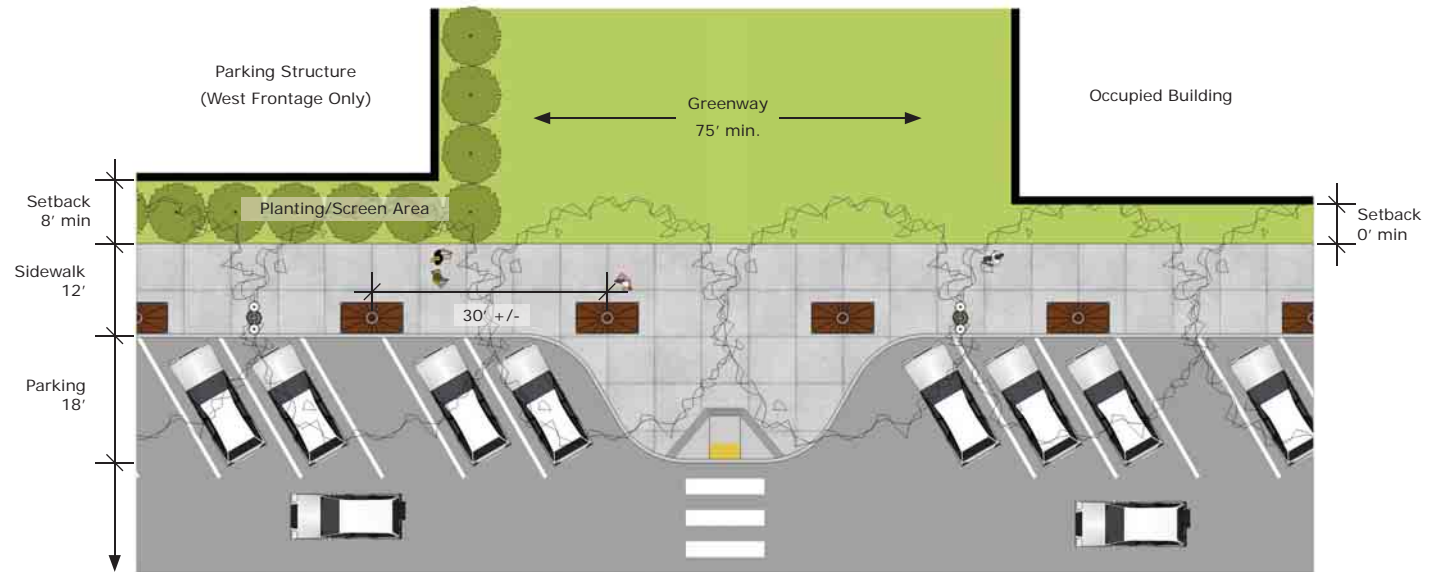 Parking Structure
(West Frontage Only)
Greenway
75' min.
Occupied Building
Setback
8' min
Planting/Screen Area
Setback
0' min
Sidewalk
12'
30' +/-
Parking
18'